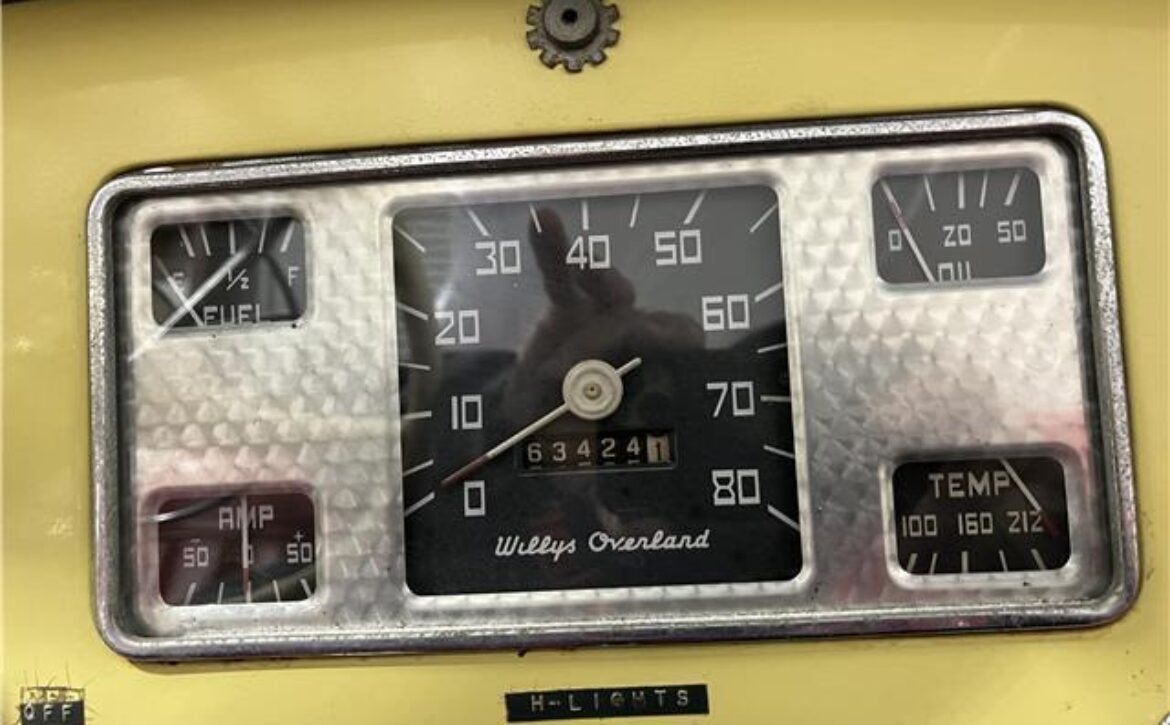 E 1/2 F
FUEL
30 40 50
20 60
10 70
0 80
634241
Willys Overland
0 20 50
OIL
AMP
- +
50 0 50
TEMP
100 160 212
OFF
H-LIGHTS